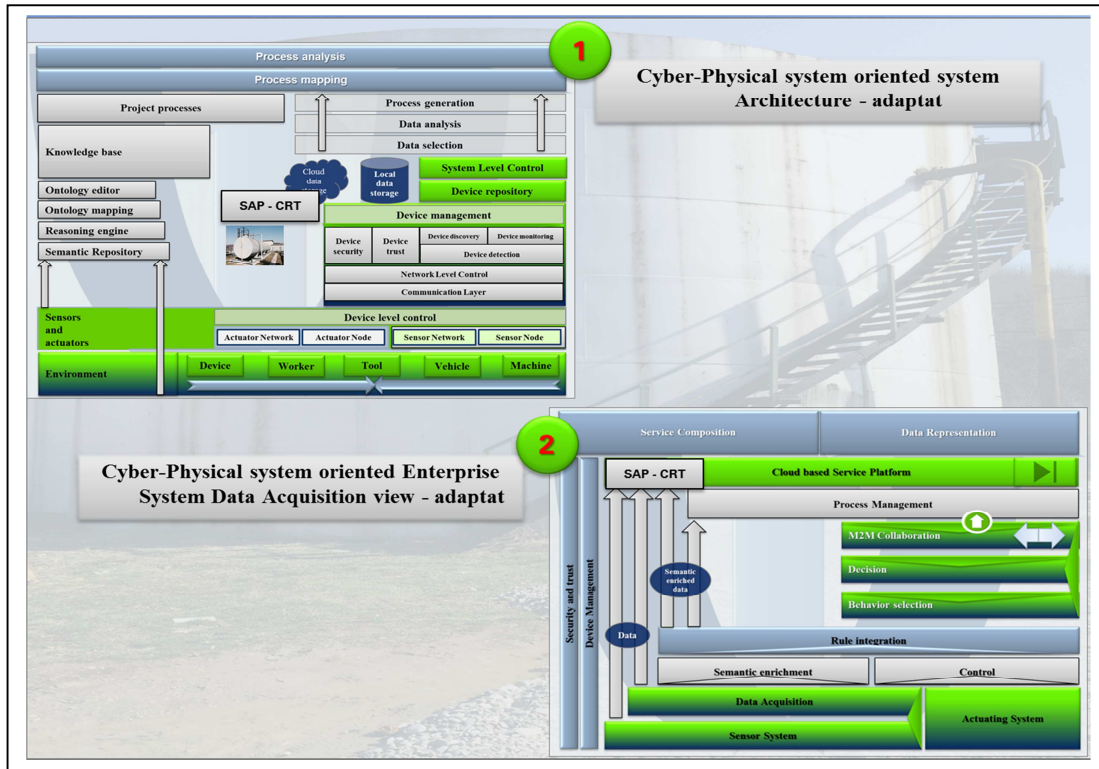 1
Cyber-Physical system oriented system
Architecture - adaptat
Process analysis
Process mapping
Project processes
Process generation
Data analysis
Data selection
Knowledge base
Cloud
data
storage
Local
data
storage
System Level Control
Device repository
Ontology editor
Ontology mapping
Reasoning engine
Semantic Repository
SAP - CRT
Device management
Device
security
Device
trust
Device discovery
Device monitoring
Device detection
Network Level Control
Communication Layer
Sensors
and
actuators
Device level control
Actuator Network
Actuator Node
Sensor Network
Sensor Node
Environment
Device
Worker
Tool
Vehicle
Machine
2
Cyber-Physical system oriented Enterprise
System Data Acquisition view - adaptat
Service Composition
Data Representation
Security and trust
Device Management
SAP - CRT
Cloud based Service Platform
Process Management
M2M Collaboration
Decision
Behavior selection
Semantic
enriched
data
Data
Rule integration
Semantic enrichment
Control
Data Acquisition
Sensor System
Actuating System